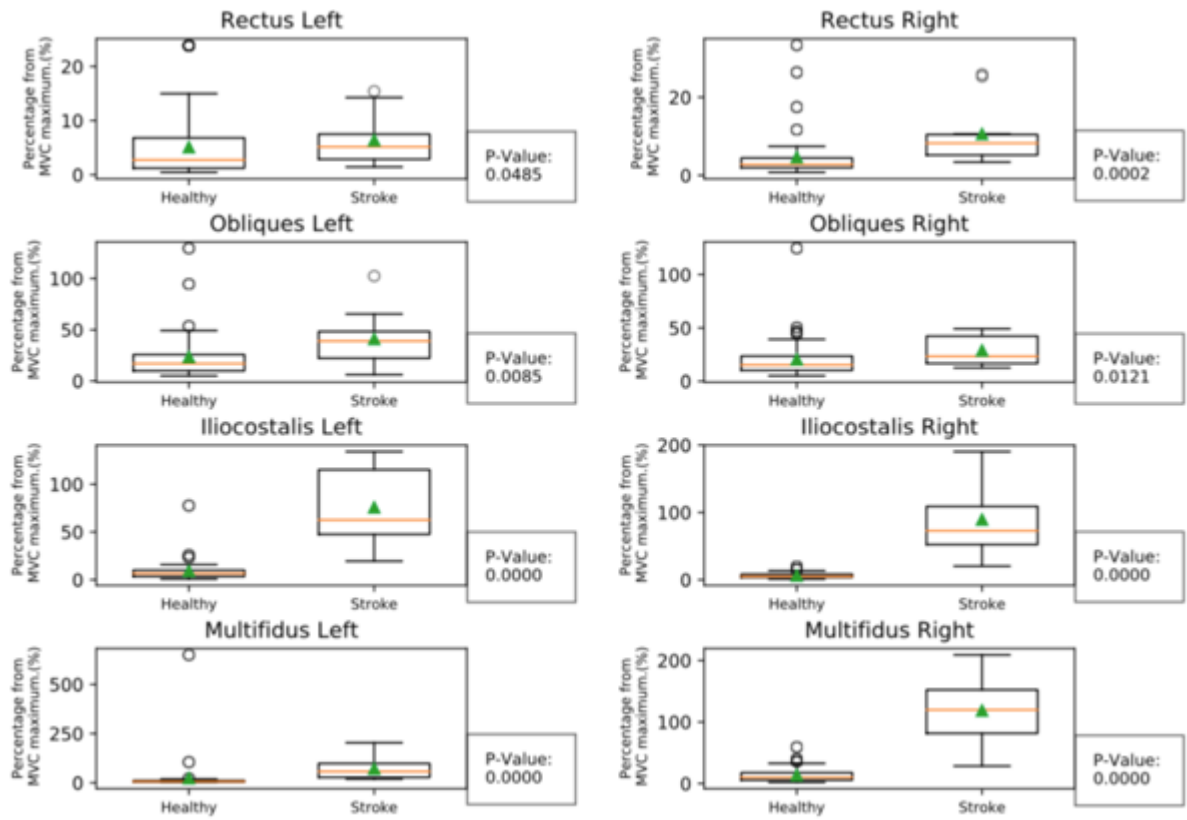 Rectus Left
Percentage from
MVC maximum.(%)
20
10
0
Healthy
Stroke
P-Value:
0.0485
Rectus Right
Percentage from
MVC maximum.(%)
20
0
Healthy
Stroke
P-Value:
0.0002
Obliques Left
Percentage from
MVC maximum.(%)
100
50
0
Healthy
Stroke
P-Value:
0.0085
Obliques Right
Percentage from
MVC maximum.(%)
100
50
0
Healthy
Stroke
P-Value:
0.0121
Iliocostalis Left
Percentage from
MVC maximum.(%)
100
50
0
Healthy
Stroke
P-Value:
0.0000
Iliocostalis Right
Percentage from
MVC maximum.(%)
200
100
0
Healthy
Stroke
P-Value:
0.0000
Multifidus Left
Percentage from
MVC maximum.(%)
500
250
0
Healthy
Stroke
P-Value:
0.0000
Multifidus Right
Percentage from
MVC maximum.(%)
200
100
0
Healthy
Stroke
P-Value:
0.0000